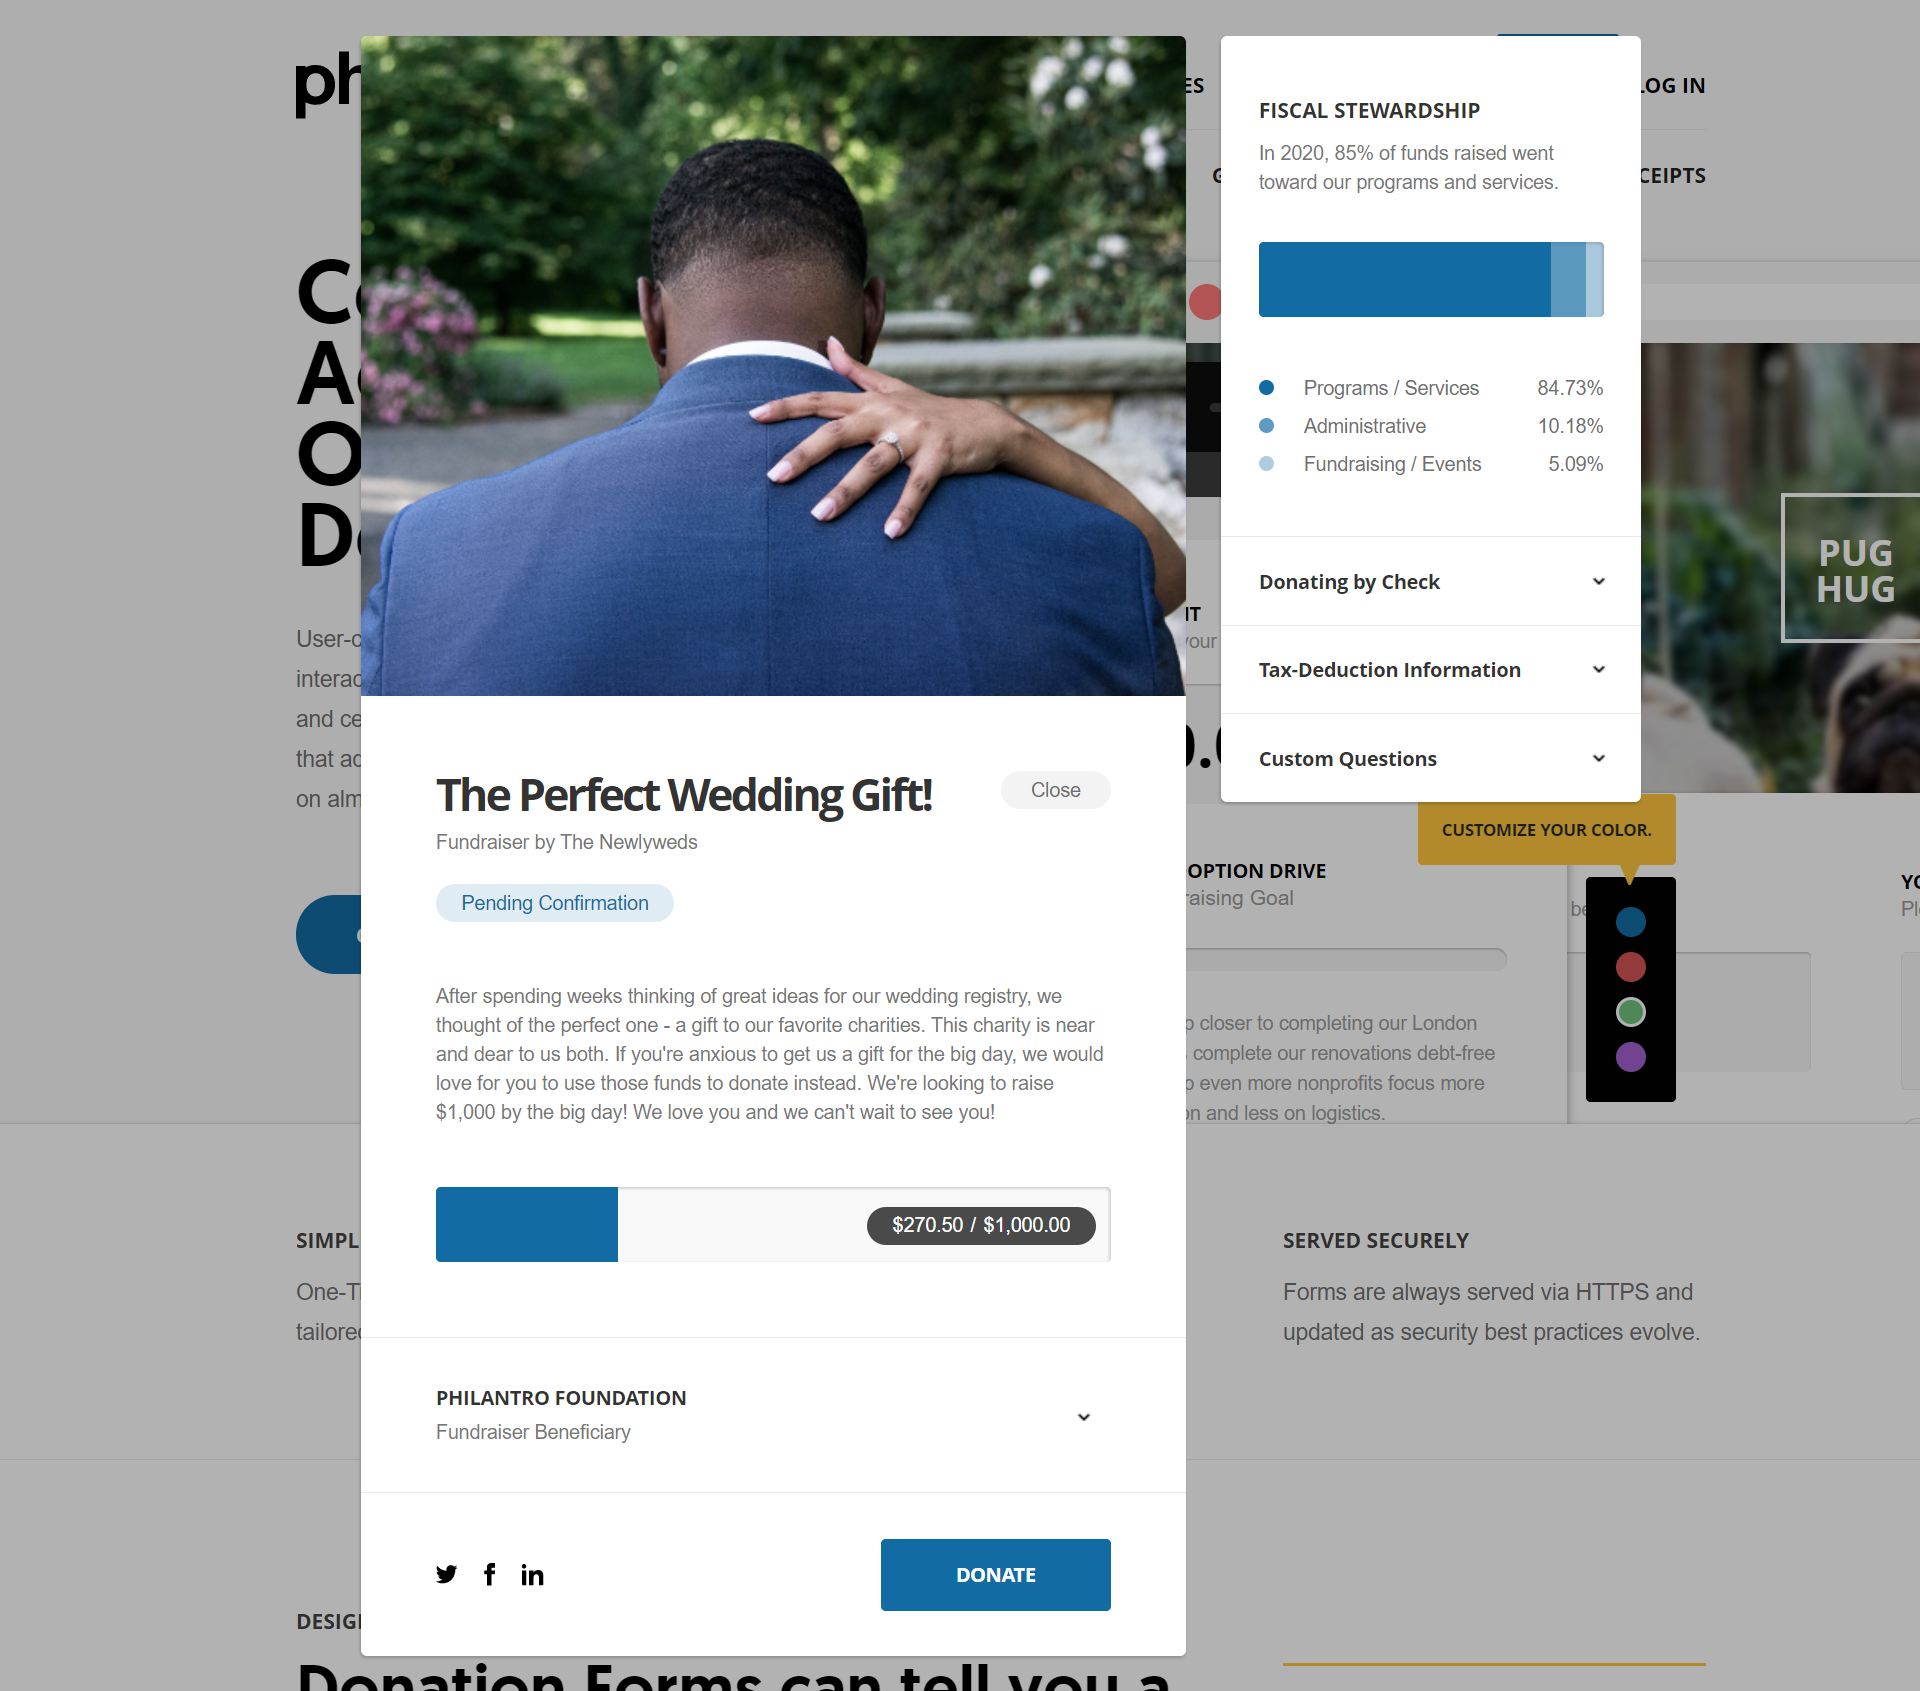 ES
LOG IN
CEIPTS
The Perfect Wedding Gift!
Close
Fundraiser by The Newlyweds
Pending Confirmation
After spending weeks thinking of great ideas for our wedding registry, we
thought of the perfect one - a gift to our favorite charities. This charity is near
and dear to us both. If you're anxious to get us a gift for the big day, we would
love for you to use those funds to donate instead. We're looking to raise
$1,000 by the big day! We love you and we can't wait to see you!
$270.50 / $1,000.00
PHILANTRO FOUNDATION
Fundraiser Beneficiary
DONATE
FISCAL STEWARDSHIP
In 2020, 85% of funds raised went
toward our programs and services.
Programs / Services 84.73%
Administrative 10.18%
Fundraising / Events 5.09%
Donating by Check
Tax-Deduction Information
Custom Questions
PUG
HUG
CUSTOMIZE YOUR COLOR.
ph
User-c
interac
and ce
that ad
on alm
your
OPTION DRIVE
raising Goal
closer to completing our London
complete our renovations debt-free
even more nonprofits focus more
on and less on logistics.
SIMPL
One-Ti
tailored
SERVED SECURELY
Forms are always served via HTTPS and
updated as security best practices evolve.
DESIG
Donation Forms can tell you a